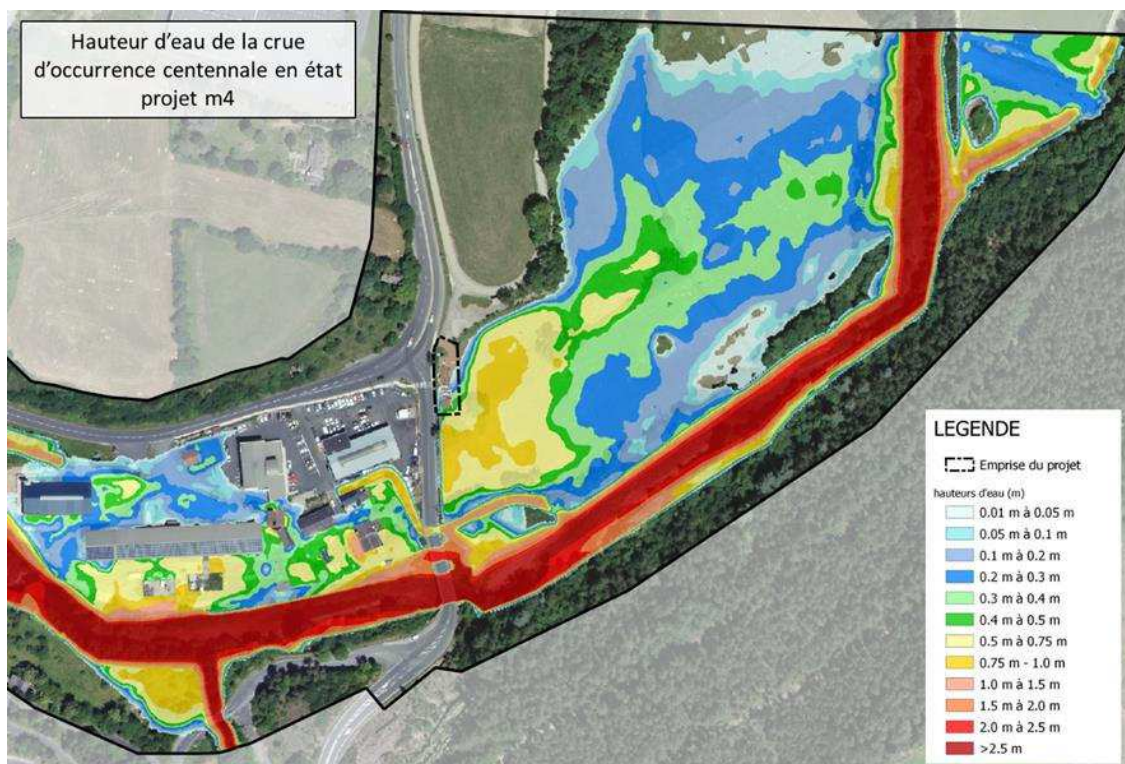 Hauteur d'eau de la crue
d'occurrence centennale en état
projet m4
LEGENDE
Emprise du projet
hauteurs d'eau (m)
0.01 m à 0.05 m
0.05 m à 0.1 m
0.1 m à 0.2 m
0.2 m à 0.3 m
0.3 m à 0.4 m
0.4 m à 0.5 m
0.5 m à 0.75 m
0.75 m - 1.0 m
1.0 m à 1.5 m
1.5 m à 2.0 m
2.0 m à 2.5 m
>2.5 m